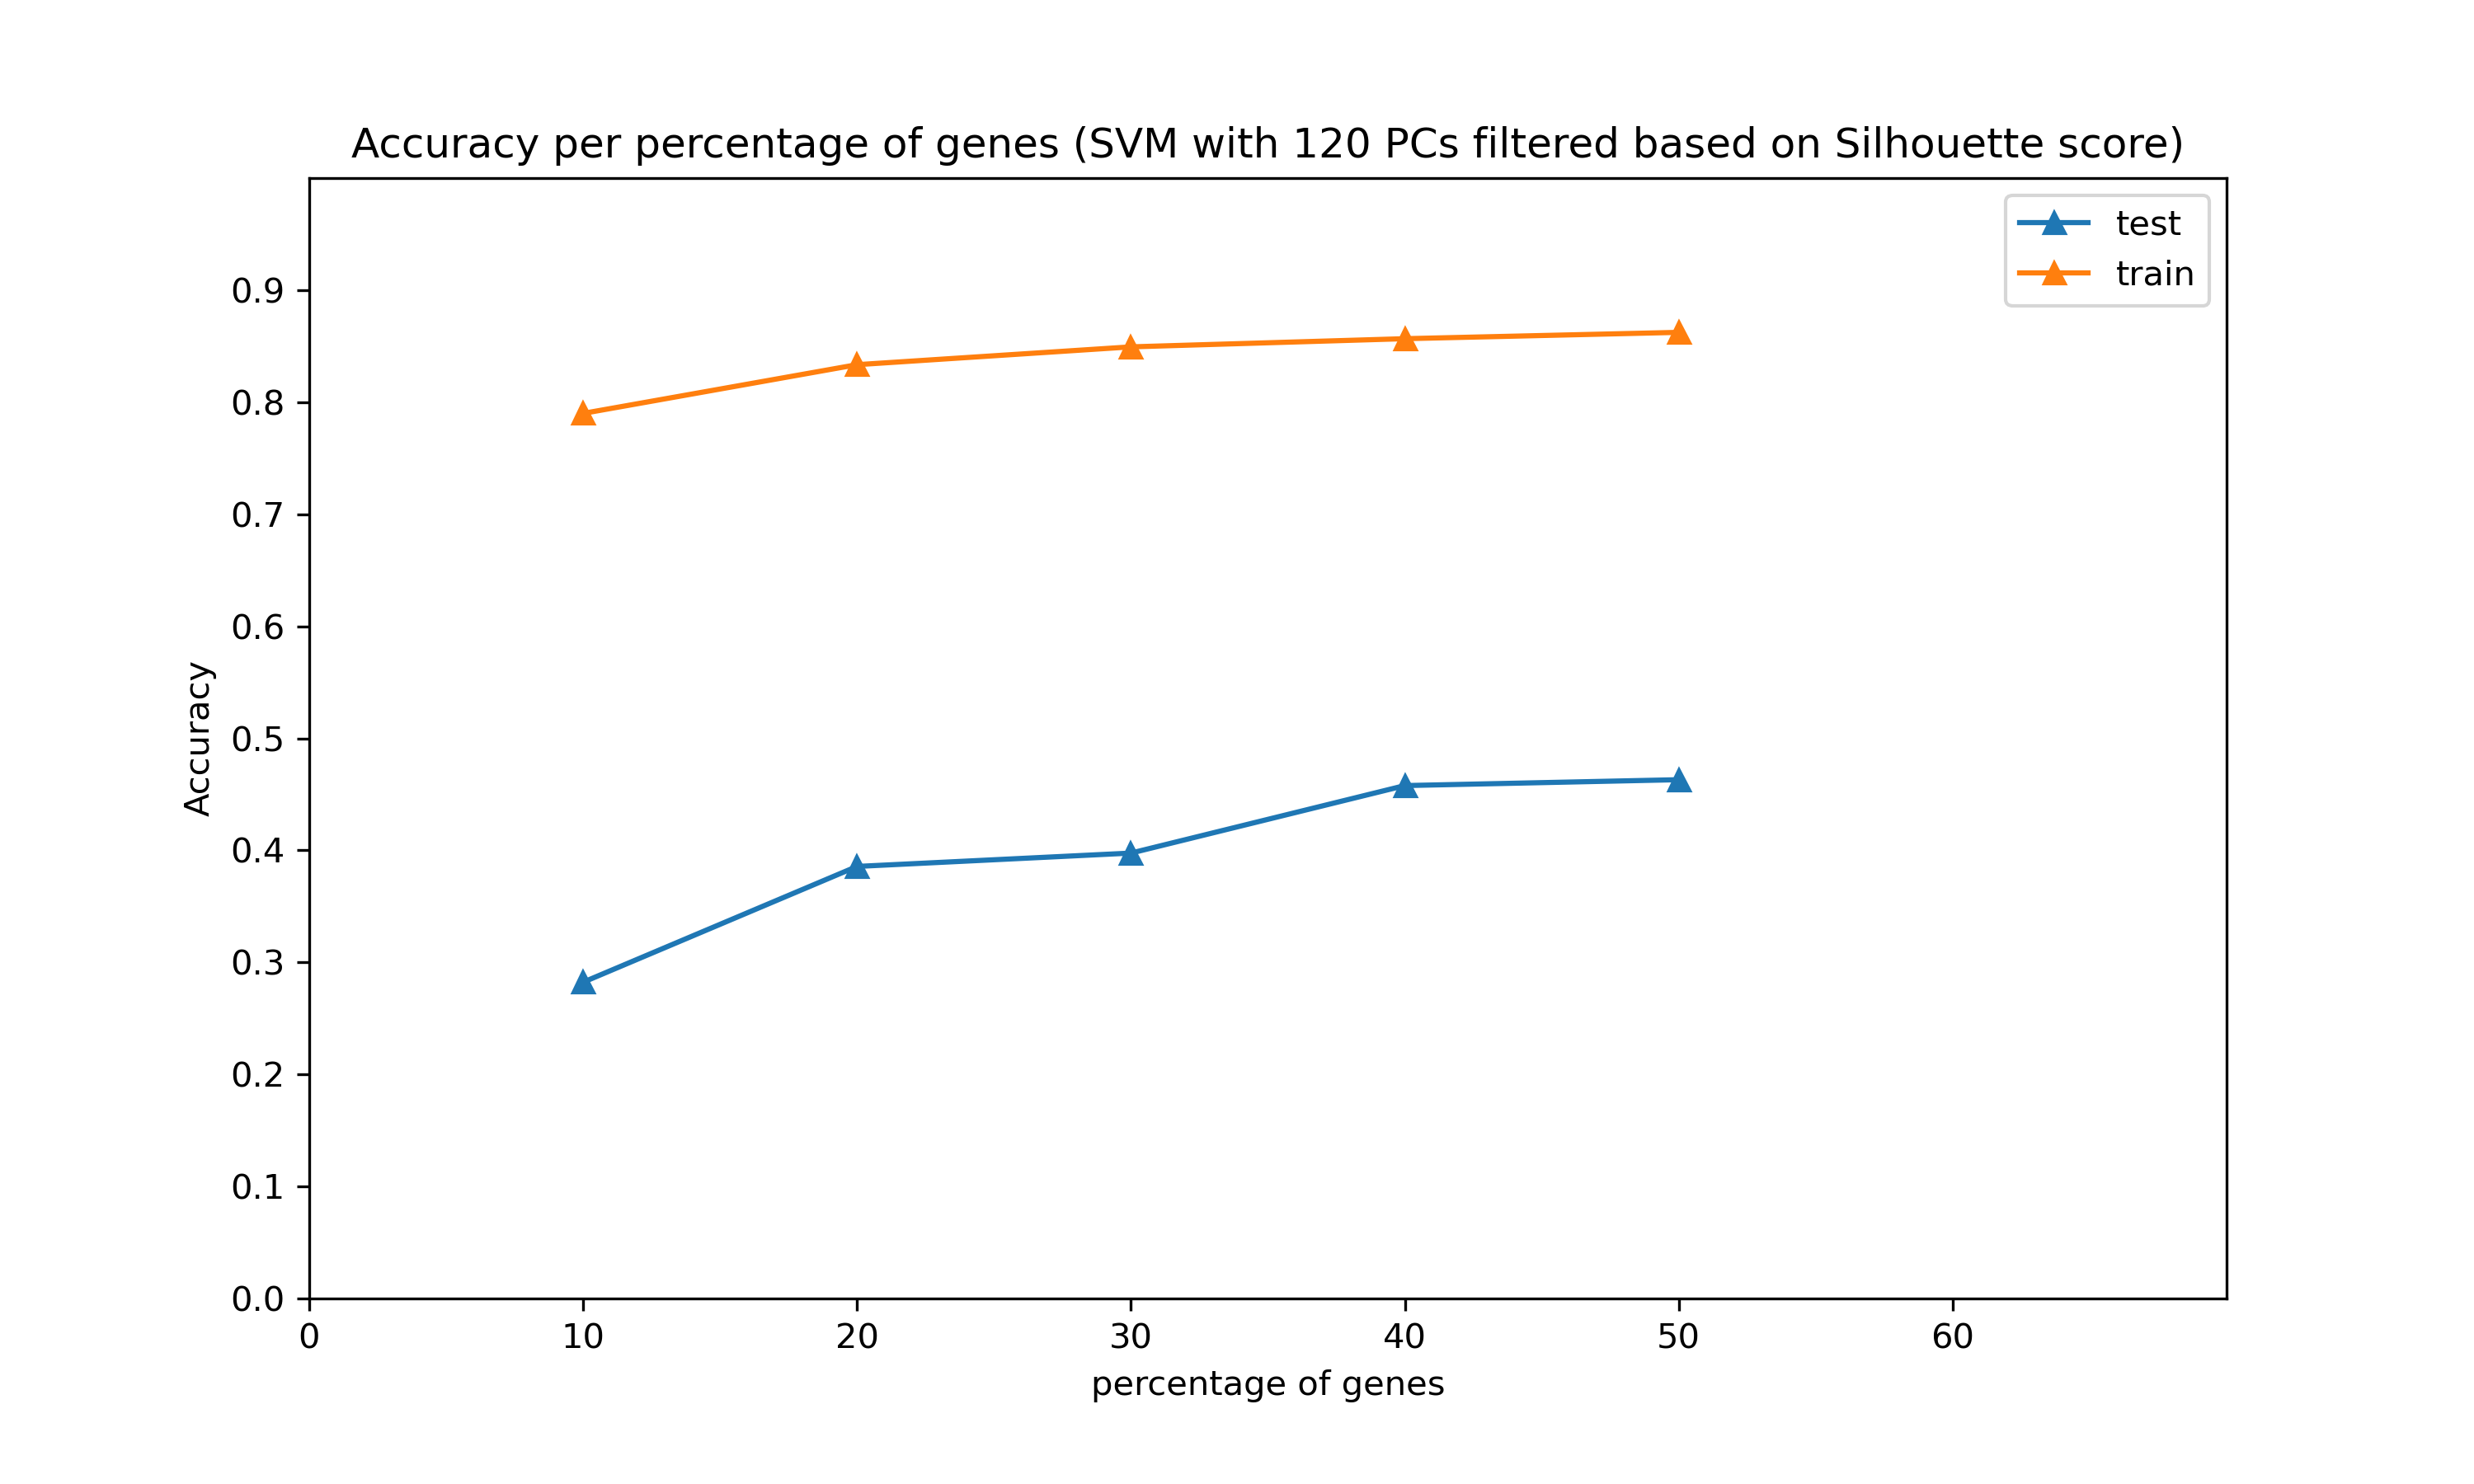 Accuracy per percentage of genes (SVM with 120 PCs filtered based on Silhouette score)
test
train
0.9
0.8
0.7
0.6
0.5
0.4
0.3
0.2
0.1
0.0
Accuracy
0 10 20 30 40 50 60
percentage of genes